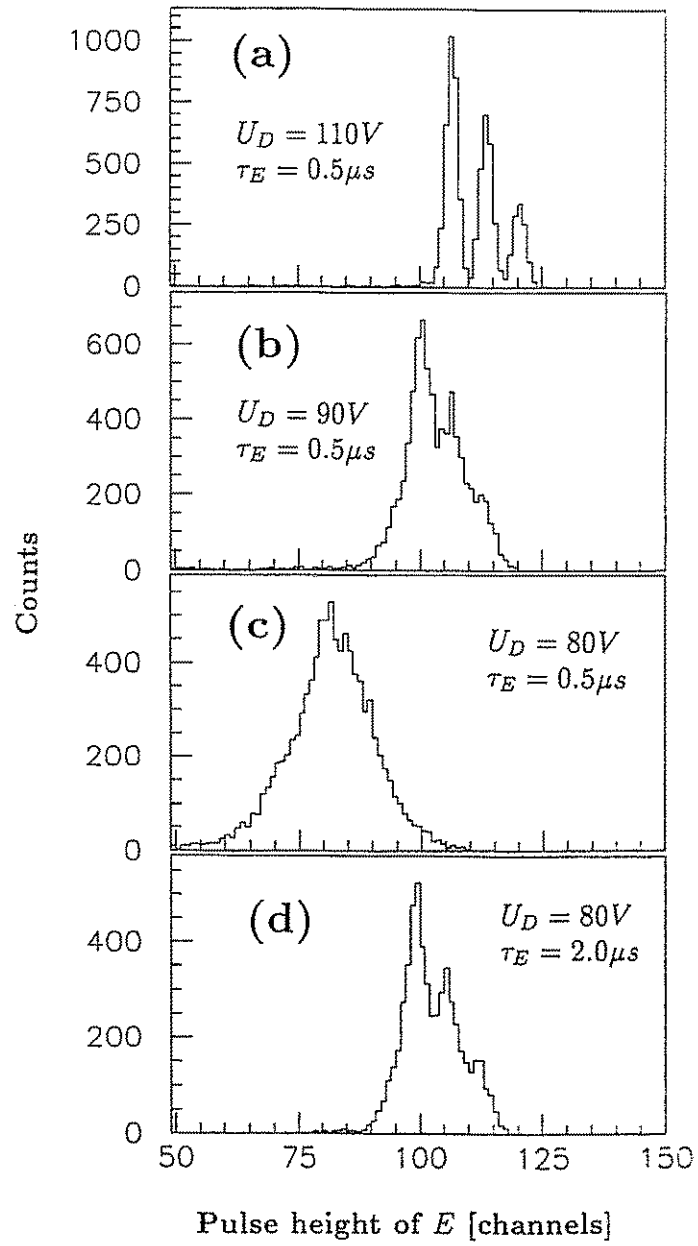 (a)
U_D = 110V
τ_E = 0.5μs
1000
750
500
250
0
(b)
U_D = 90V
τ_E = 0.5μs
600
400
200
0
(c)
U_D = 80V
τ_E = 0.5μs
400
200
0
(d)
U_D = 80V
τ_E = 2.0μs
400
200
0
50 75 100 125 150
Counts
Pulse height of E [channels]